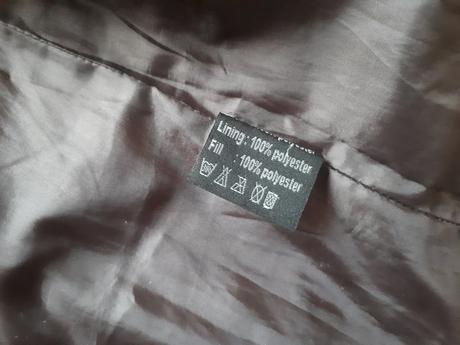 Lining : 100% polyester
Fill : 100% polyester